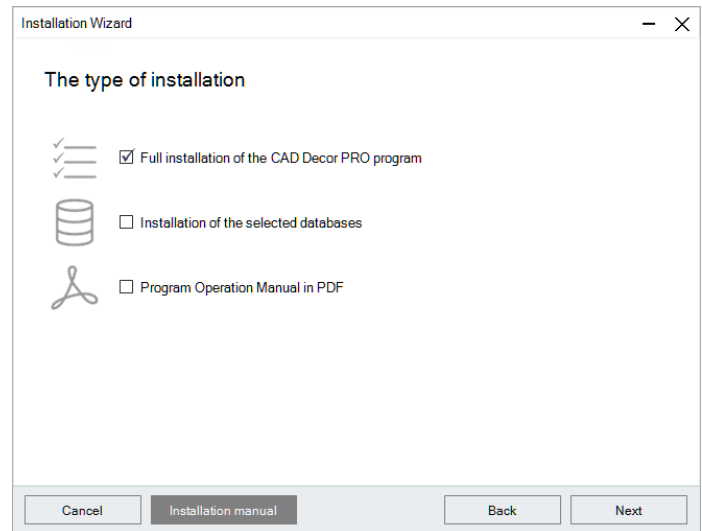 Installation Wizard
The type of installation
Full installation of the CAD Decor PRO program
Installation of the selected databases
Program Operation Manual in PDF
Cancel
Installation manual
Back
Next